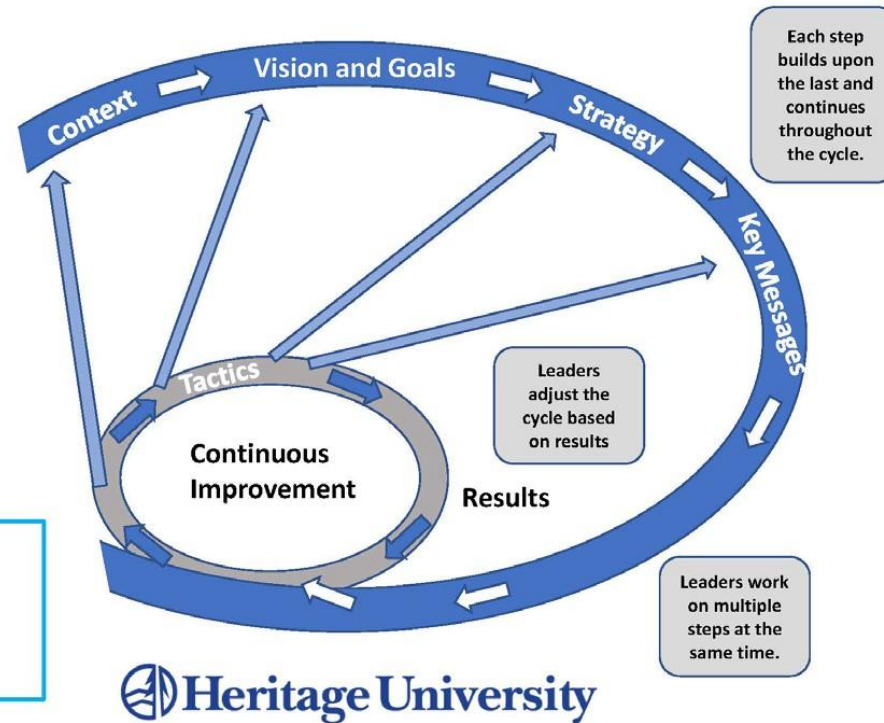 Context
Vision and Goals
Strategy
Key Messages
Each step
builds upon
the last and
continues
throughout
the cycle.
Tactics
Continuous
Improvement
Results
Leaders
adjust the
cycle based
on results
Leaders work
on multiple
steps at the
same time.
Heritage University